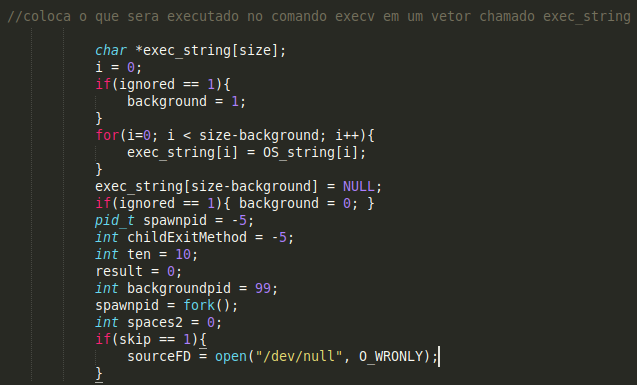 //coloca o que sera executado no comando execv em um vetor chamado exec_string
char *exec_string[size];
i = 0;
if(ignored == 1){
background = 1;
}
for(i=0; i < size-background; i++){
exec_string[i] = OS_string[i];
}
exec_string[size-background] = NULL;
if(ignored == 1){ background = 0; }
pid_t spawnpid = -5;
int childExitMethod = -5;
int ten = 10;
result = 0;
int backgroundpid = 99;
spawnpid = fork();
int spaces2 = 0;
if(skip == 1){
sourceFD = open("/dev/null", O_WRONLY);
}